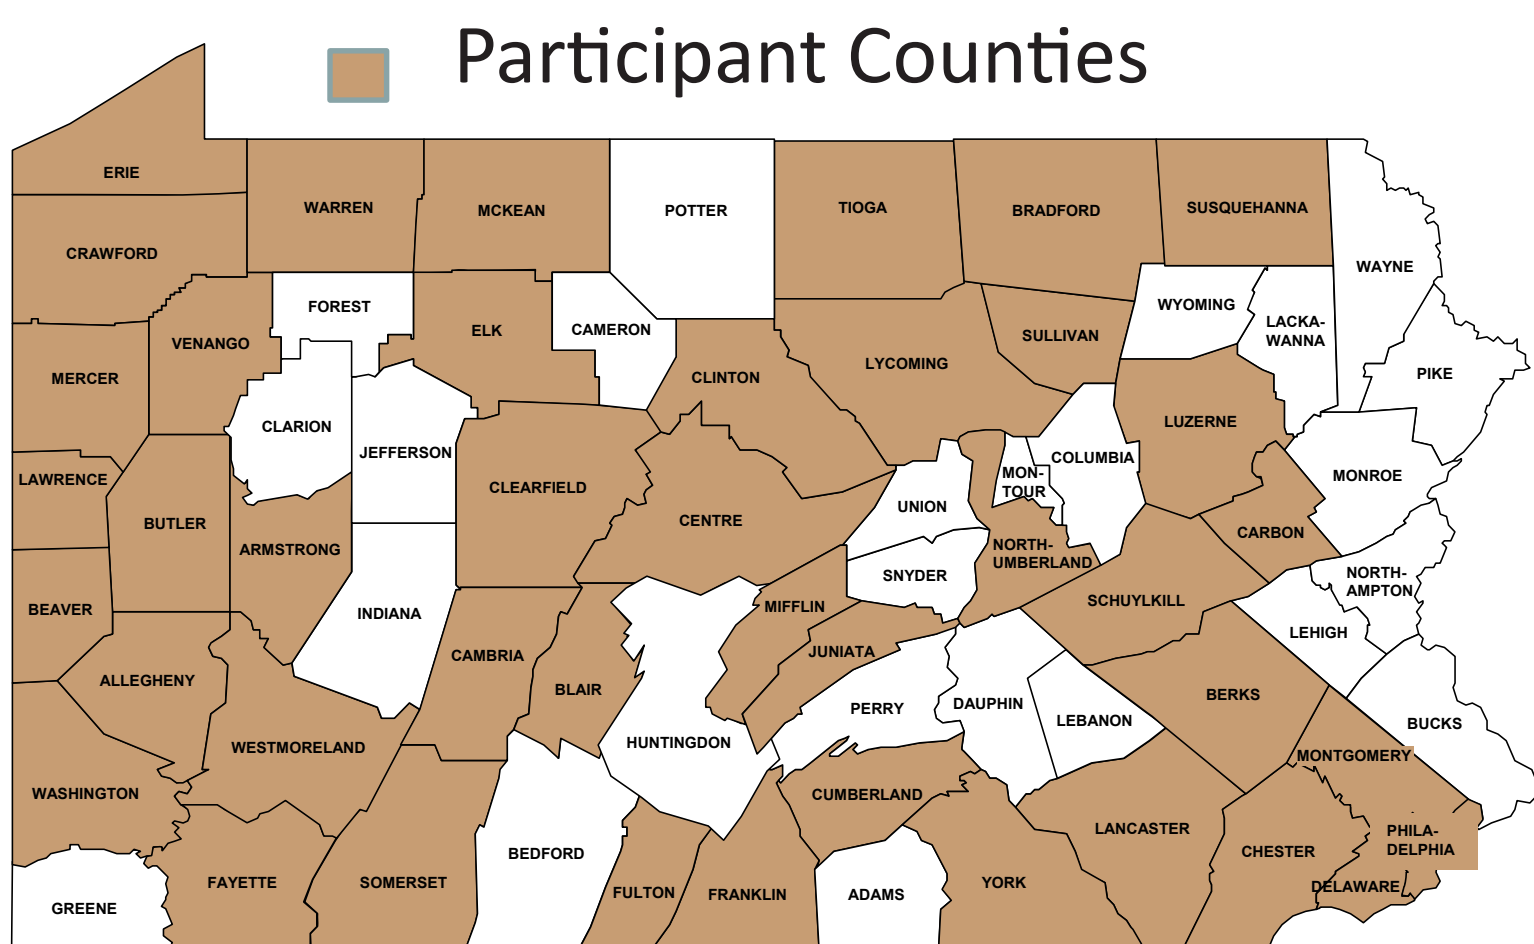 Participant Counties
ERIE
WARREN
MCKEAN
POTTER
TIOGA
BRADFORD
SUSQUEHANNA
CRAWFORD
WAYNE
FOREST
WYOMING
VENANGO
ELK
CAMERON
SULLIVAN
LACKA-
WANNA
MERCER
CLINTON
LYCOMING
PIKE
CLARION
JEFFERSON
LUZERNE
COLUMBIA
LAWRENCE
CLEARFIELD
MON-
TOUR
MONROE
BUTLER
CENTRE
UNION
CARBON
ARMSTRONG
NORTH-
UMBERLAND
SNYDER
NORTH-
AMPTON
BEAVER
INDIANA
MIFFLIN
SCHUYLKILL
LEHIGH
CAMBRIA
JUNIATA
ALLEGHENY
BLAIR
BERKS
PERRY
DAUPHIN
LEBANON
BUCKS
WESTMORELAND
HUNTINGDON
MONTGOMERY
WASHINGTON
CUMBERLAND
LANCASTER
PHILA-
DELPHIA
BEDFORD
CHESTER
FAYETTE
SOMERSET
FULTON
FRANKLIN
ADAMS
YORK
DELAWARE
GREENE